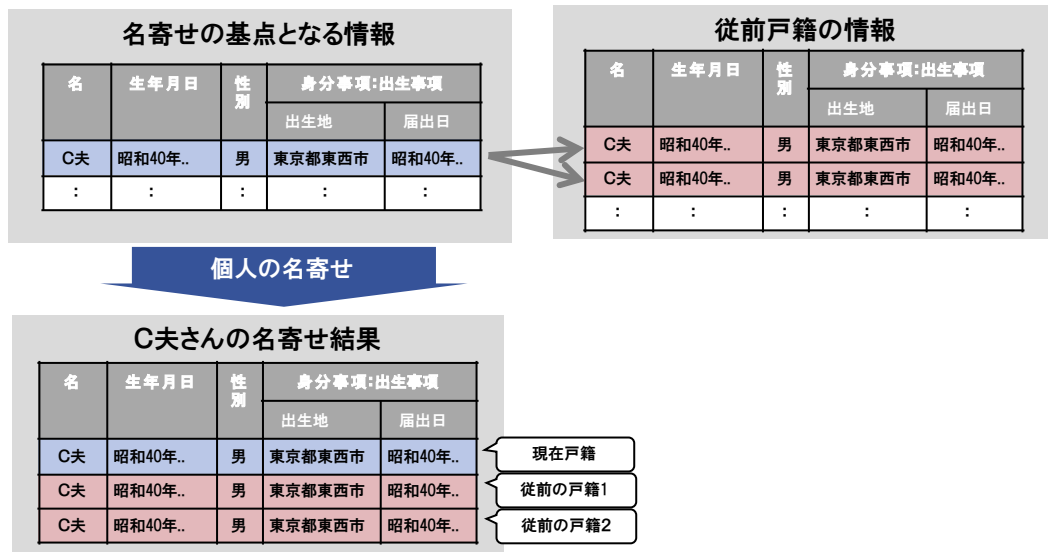 名寄せの基点となる情報
名 生年月日 性別 身分事項:出生事項
出生地 届出日
C夫 昭和40年.. 男 東京都東西市 昭和40年..
: : : : :
従前戸籍の情報
名 生年月日 性別 身分事項:出生事項
出生地 届出日
C夫 昭和40年.. 男 東京都東西市 昭和40年..
C夫 昭和40年.. 男 東京都東西市 昭和40年..
: : : : :
個人の名寄せ
C夫さんの名寄せ結果
名 生年月日 性別 身分事項:出生事項
出生地 届出日
C夫 昭和40年.. 男 東京都東西市 昭和40年.. 現在戸籍
C夫 昭和40年.. 男 東京都東西市 昭和40年.. 従前の戸籍1
C夫 昭和40年.. 男 東京都東西市 昭和40年.. 従前の戸籍2